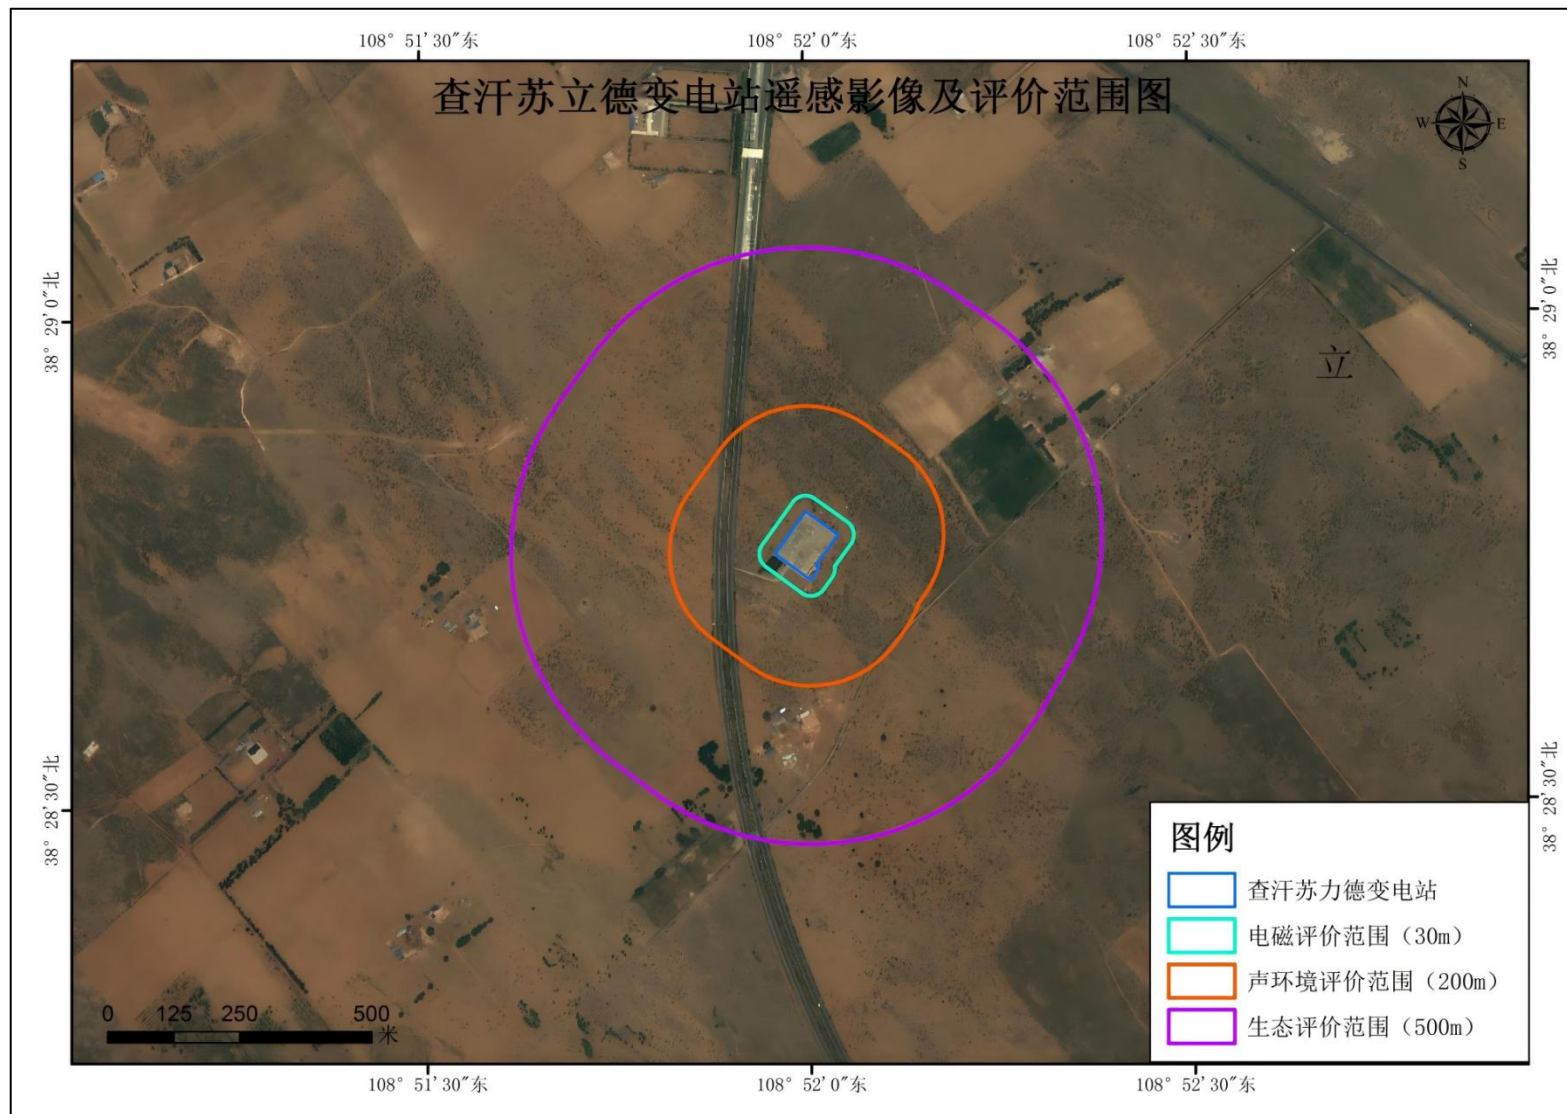 108° 51'30"东
108° 52'0"东
108° 52'30"东
查汗苏立德变电站遥感影像及评价范围图
N
W
E
S
38° 29'0"北
38° 29'0"北
立
38° 28'30"北
38° 28'30"北
图例
查汗苏力德变电站
电磁评价范围（30m）
声环境评价范围（200m）
生态评价范围（500m）
0 125 250 500
米
108° 51'30"东
108° 52'0"东
108° 52'30"东